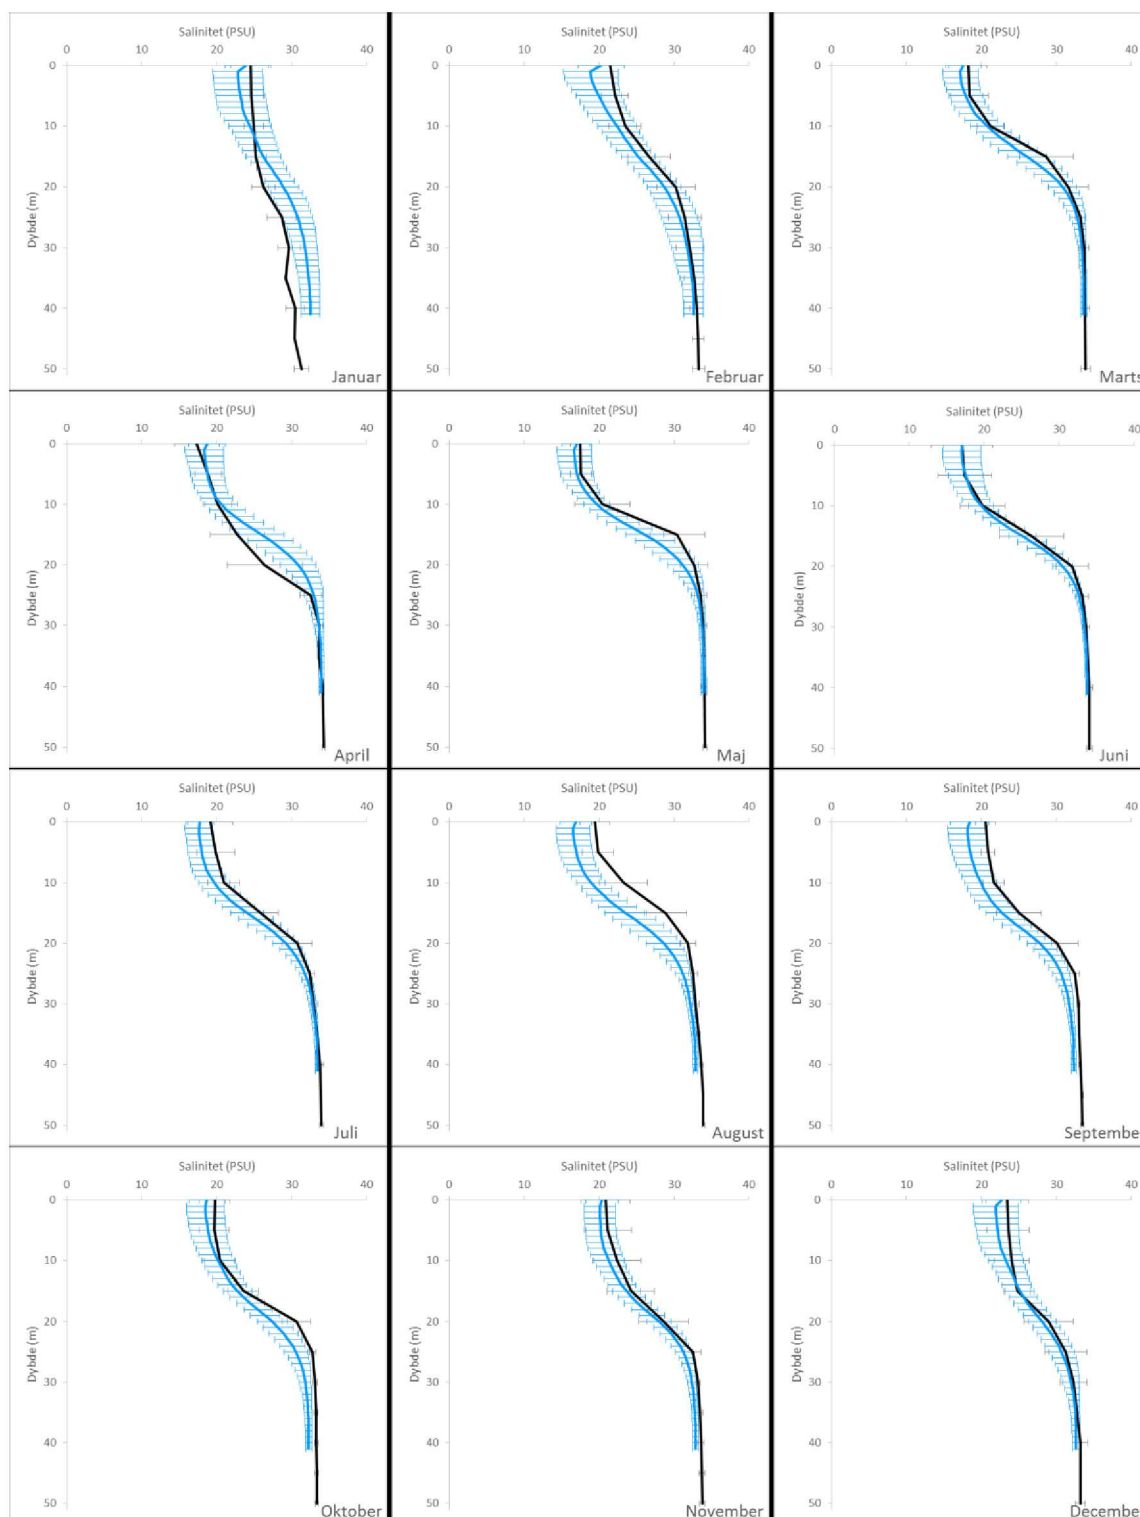 Salinitet (PSU) Salinitet (PSU) Salinitet (PSU)
0 10 20 30 40 0 10 20 30 40 0 10 20 30 40
0 0 0
10 10 10
Dybde (m) Dybde (m) Dybde (m)
20 20 20
30 30 30
40 40 40
50 50 50
Januar Februar Marts
Salinitet (PSU) Salinitet (PSU) Salinitet (PSU)
0 10 20 30 40 0 10 20 30 40 0 10 20 30 40
0 0 0
10 10 10
Dybde (m) Dybde (m) Dybde (m)
20 20 20
30 30 30
40 40 40
50 50 50
April Maj Juni
Salinitet (PSU) Salinitet (PSU) Salinitet (PSU)
0 10 20 30 40 0 10 20 30 40 0 10 20 30 40
0 0 0
10 10 10
Dybde (m) Dybde (m) Dybde (m)
20 20 20
30 30 30
40 40 40
50 50 50
Juli August September
Salinitet (PSU) Salinitet (PSU) Salinitet (PSU)
0 10 20 30 40 0 10 20 30 40 0 10 20 30 40
0 0 0
10 10 10
Dybde (m) Dybde (m) Dybde (m)
20 20 20
30 30 30
40 40 40
50 50 50
Oktober November December